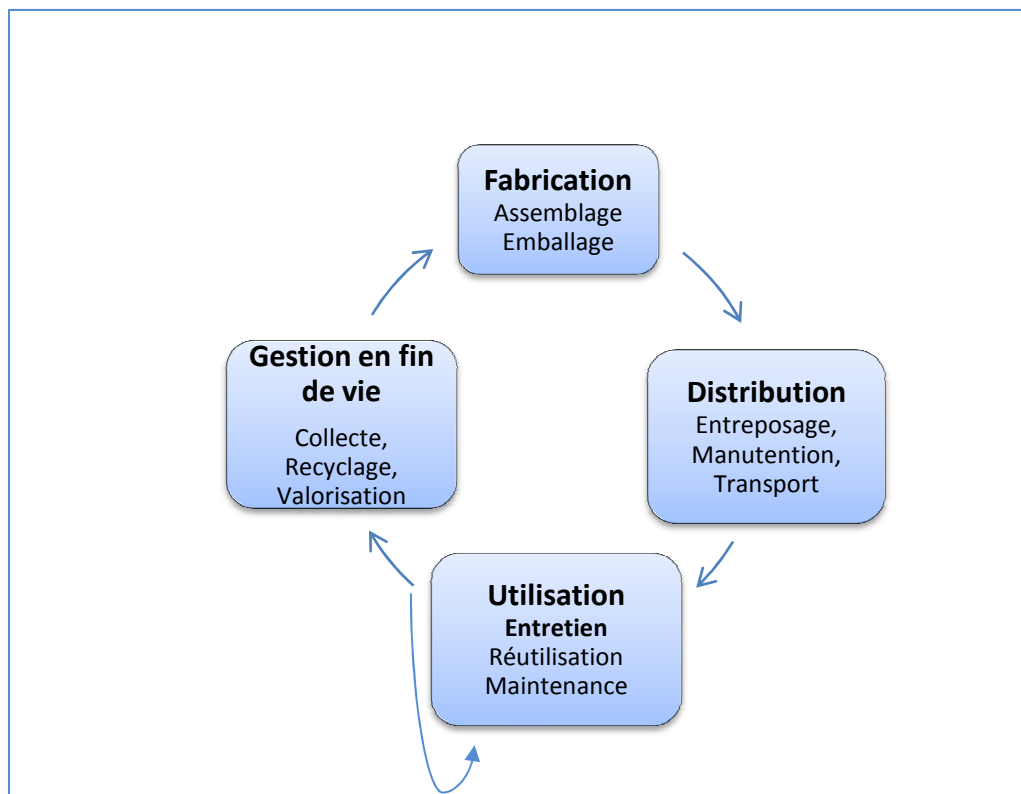 Fabrication
Assemblage
Emballage
Gestion en fin
de vie
Collecte,
Recyclage,
Valorisation
Distribution
Entreposage,
Manutention,
Transport
Utilisation
Entretien
Réutilisation
Maintenance